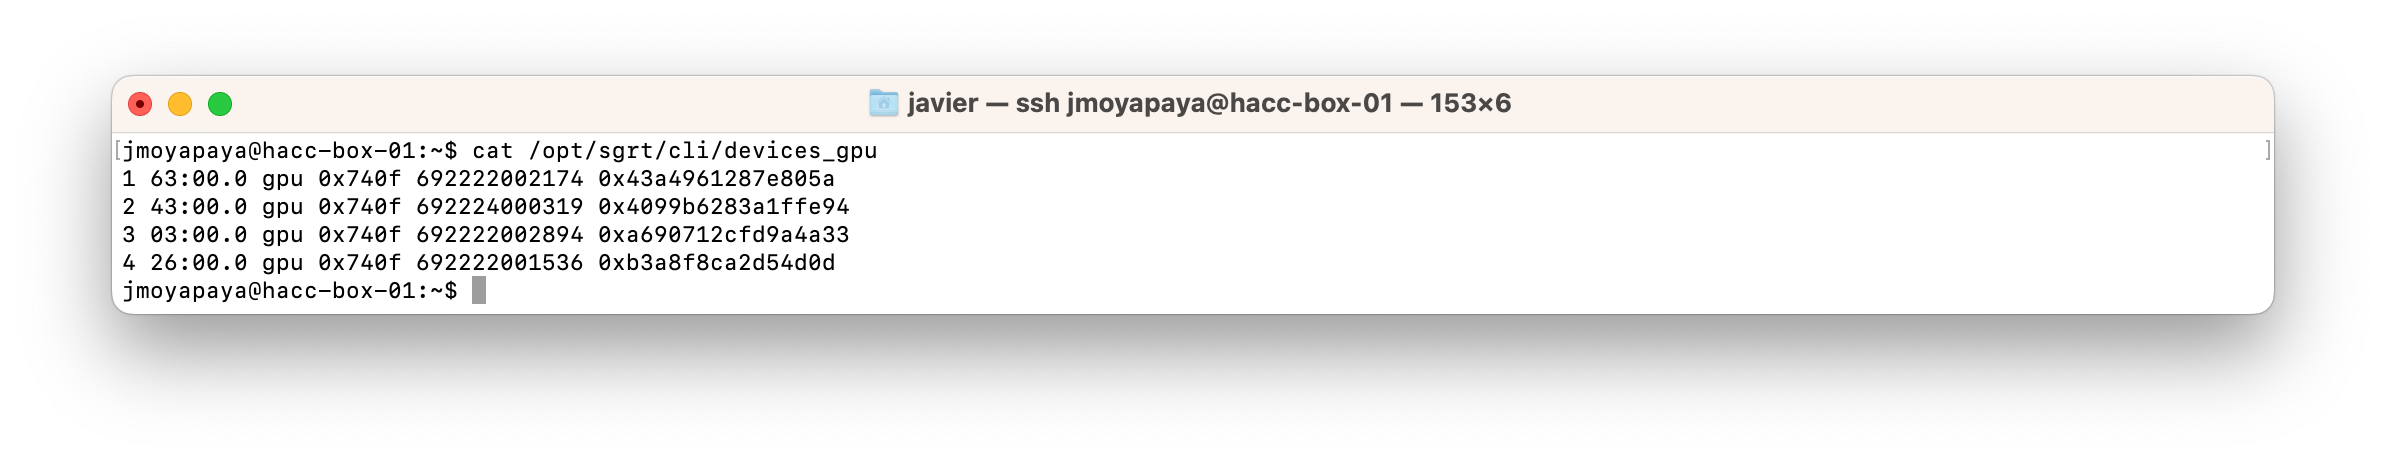 javier — ssh jmoyapaya@hacc-box-01 — 153×6
[jmoyapaya@hacc-box-01:~$ cat /opt/sgrt/cli/devices_gpu ]
1 63:00.0 gpu 0x740f 692222002174 0x43a4961287e805a
2 43:00.0 gpu 0x740f 692224000319 0x4099b6283a1ffe94
3 03:00.0 gpu 0x740f 692222002894 0xa690712cfd9a4a33
4 26:00.0 gpu 0x740f 692222001536 0xb3a8f8ca2d54d0d
jmoyapaya@hacc-box-01:~$